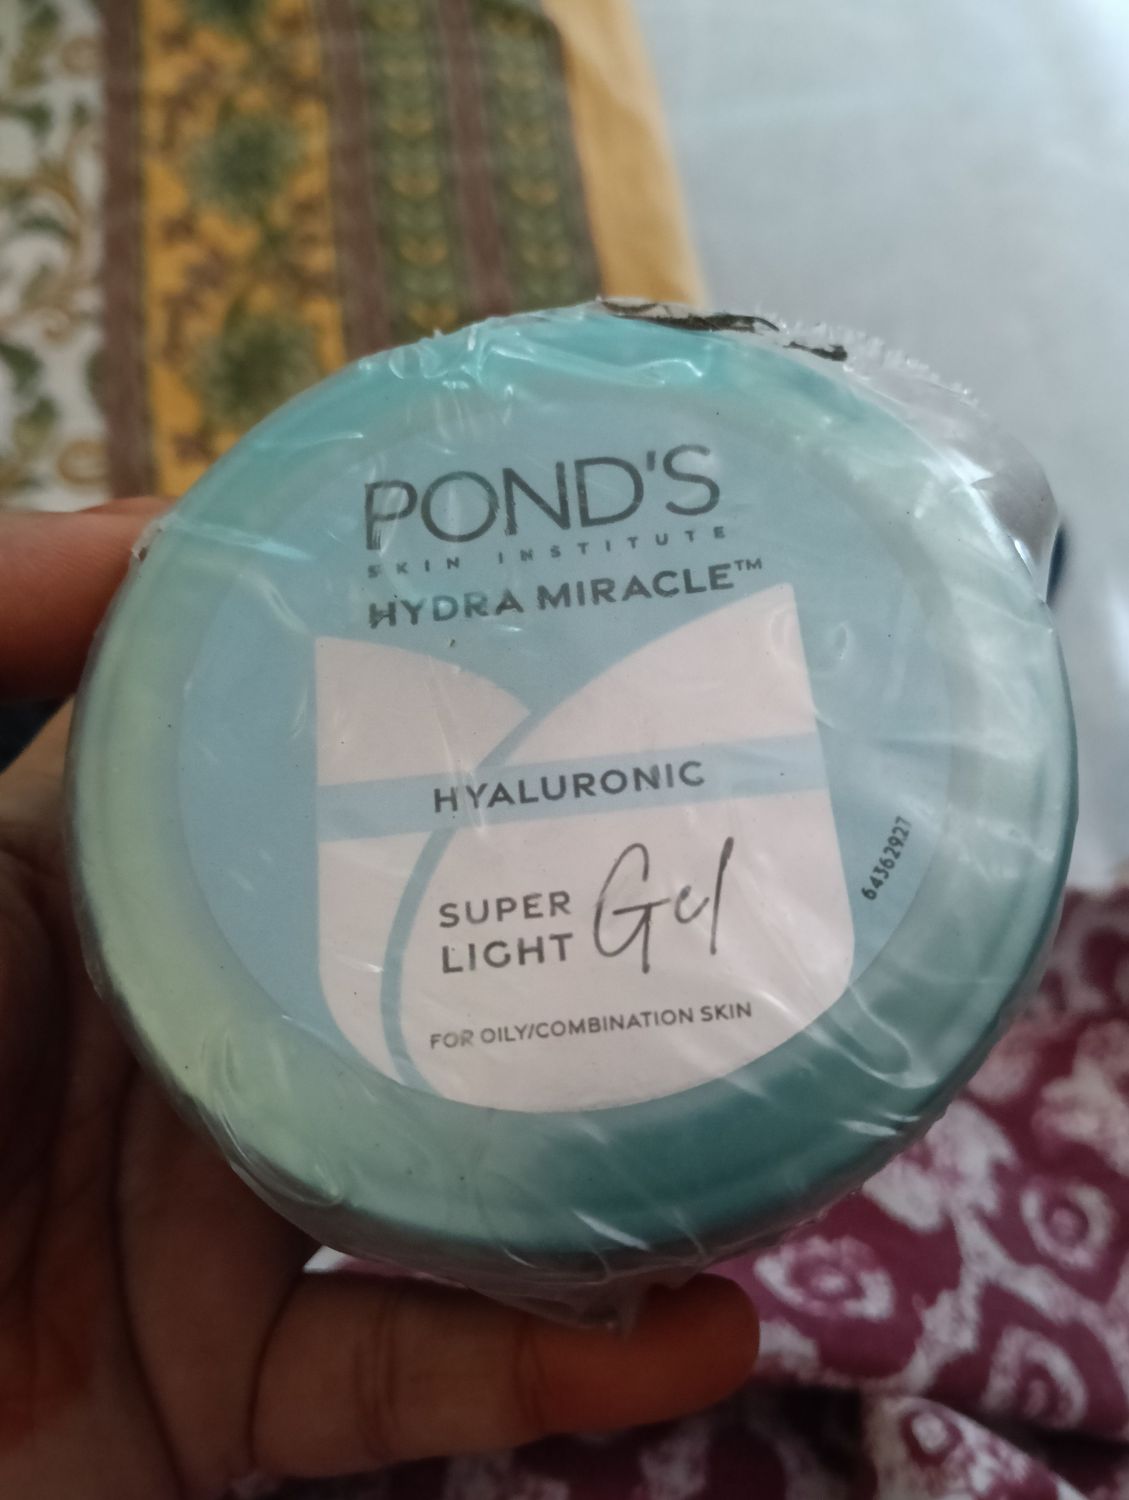 POND'S
SKIN INSTITUTE
HYDRA MIRACLE™
HYALURONIC
SUPER
LIGHT Gel
FOR OILY/COMBINATION SKIN
64362927